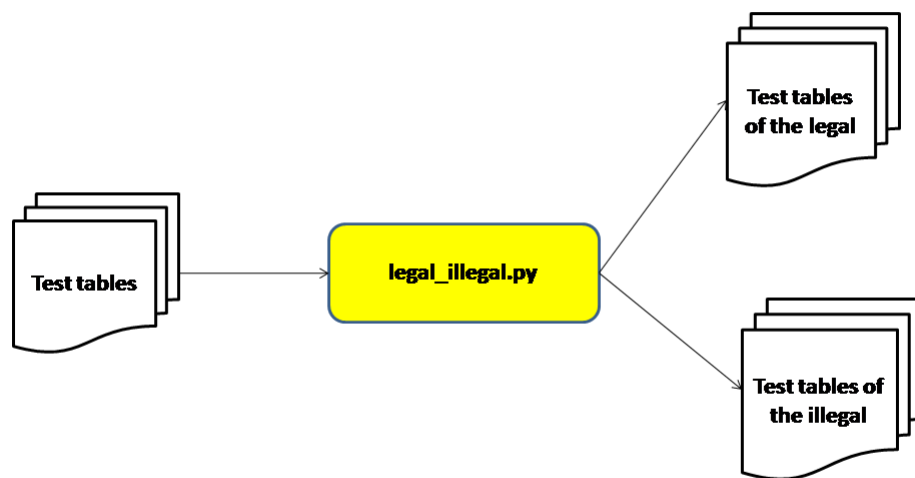 Test tables
legal_illegal.py
Test tables
of the legal
Test tables of
the illegal